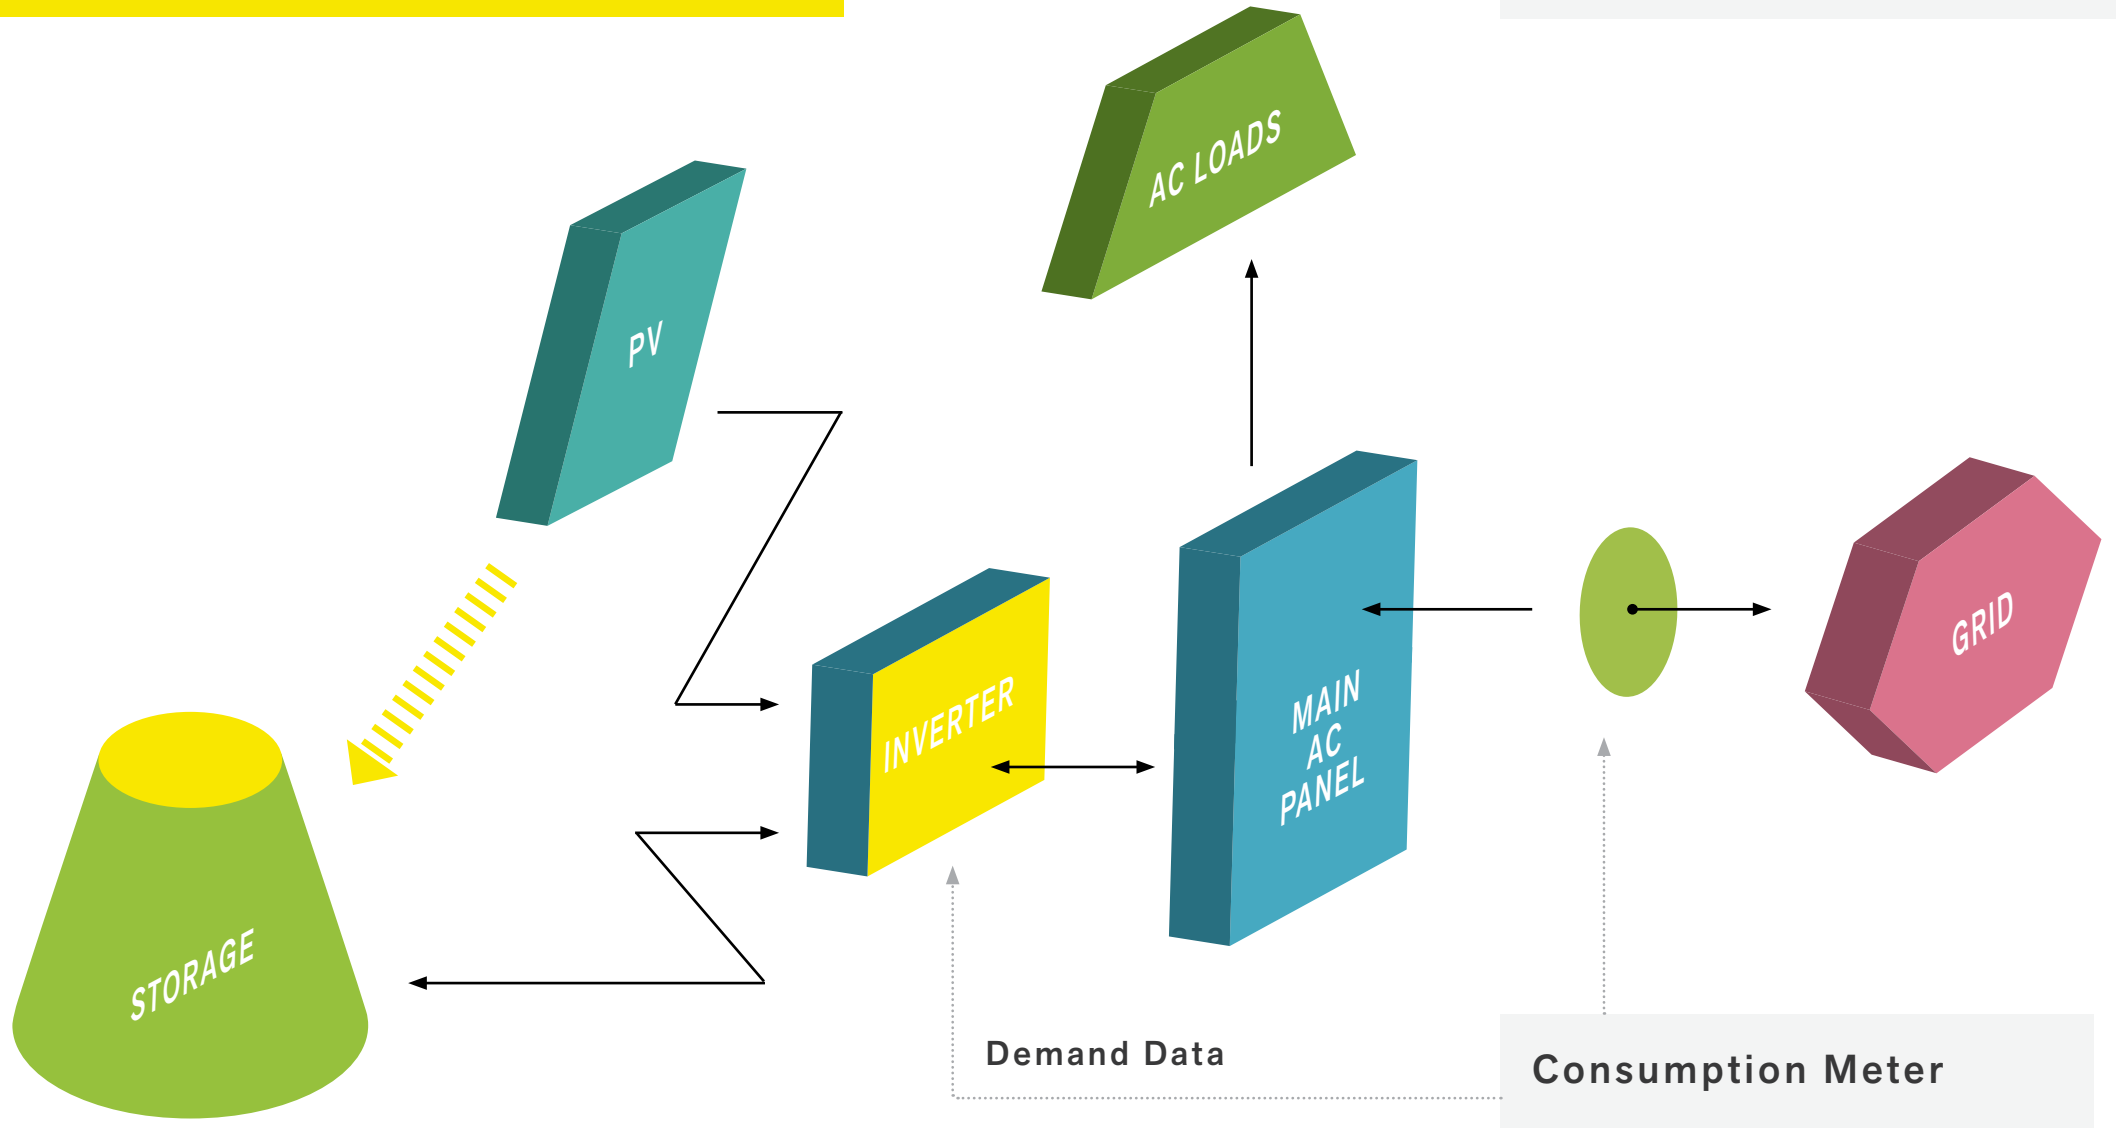 AC LOADS
PV
GRID
INVERTER
MAIN
AC
PANEL
STORAGE
Demand Data
Consumption Meter